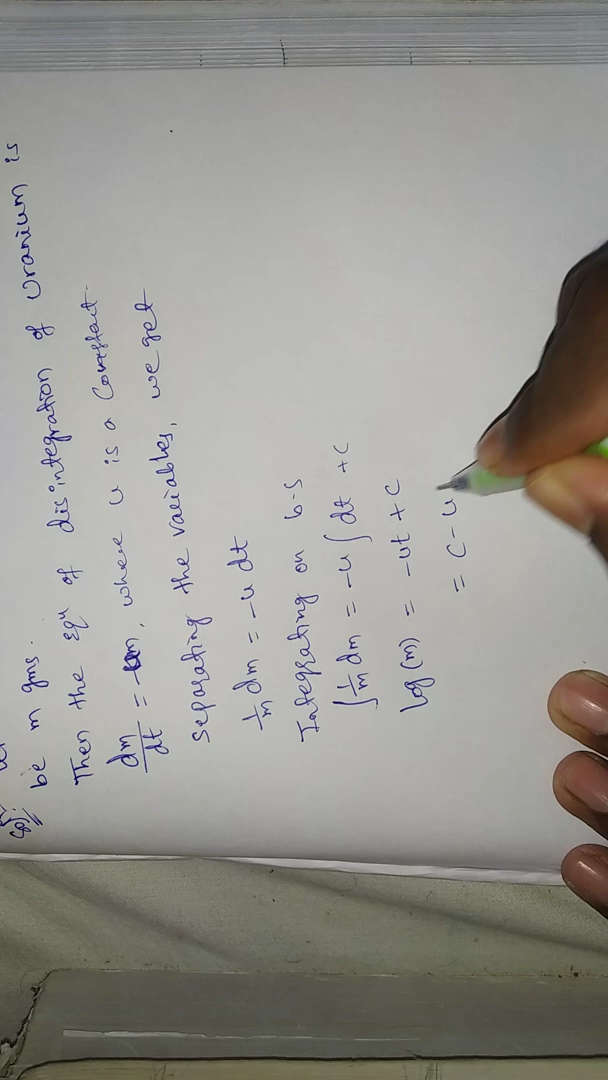 Sol:
be m gms.
Then the Eqn of disintegration of uranium is
dm/dt = -um, where u is a constant.
Separating the variables, we get
1/m dm = -u dt
Integrating on b.s
∫ 1/m dm = -u ∫ dt + c
log(m) = -ut + c
= c - u